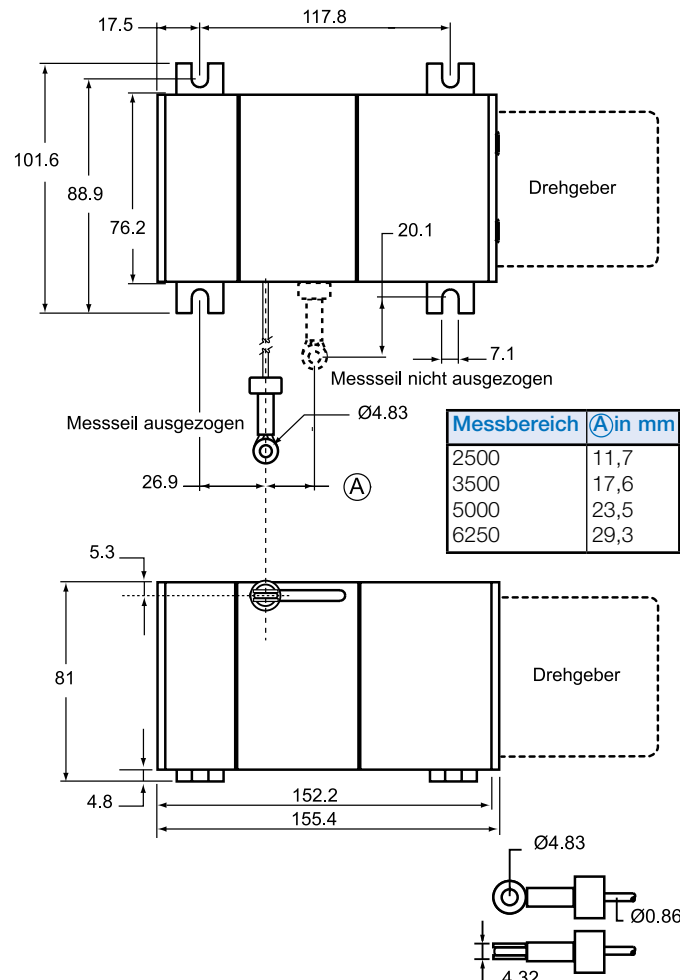 117.8
17.5
101.6
88.9
76.2
Drehgeber
20.1
7.1
Messseil nicht ausgezogen
Messseil ausgezogen
Ø4.83
26.9
A
Messbereich A in mm
2500 11,7
3500 17,6
5000 23,5
6250 29,3
5.3
81
Drehgeber
4.8
152.2
155.4
Ø4.83
Ø0.86
4.32